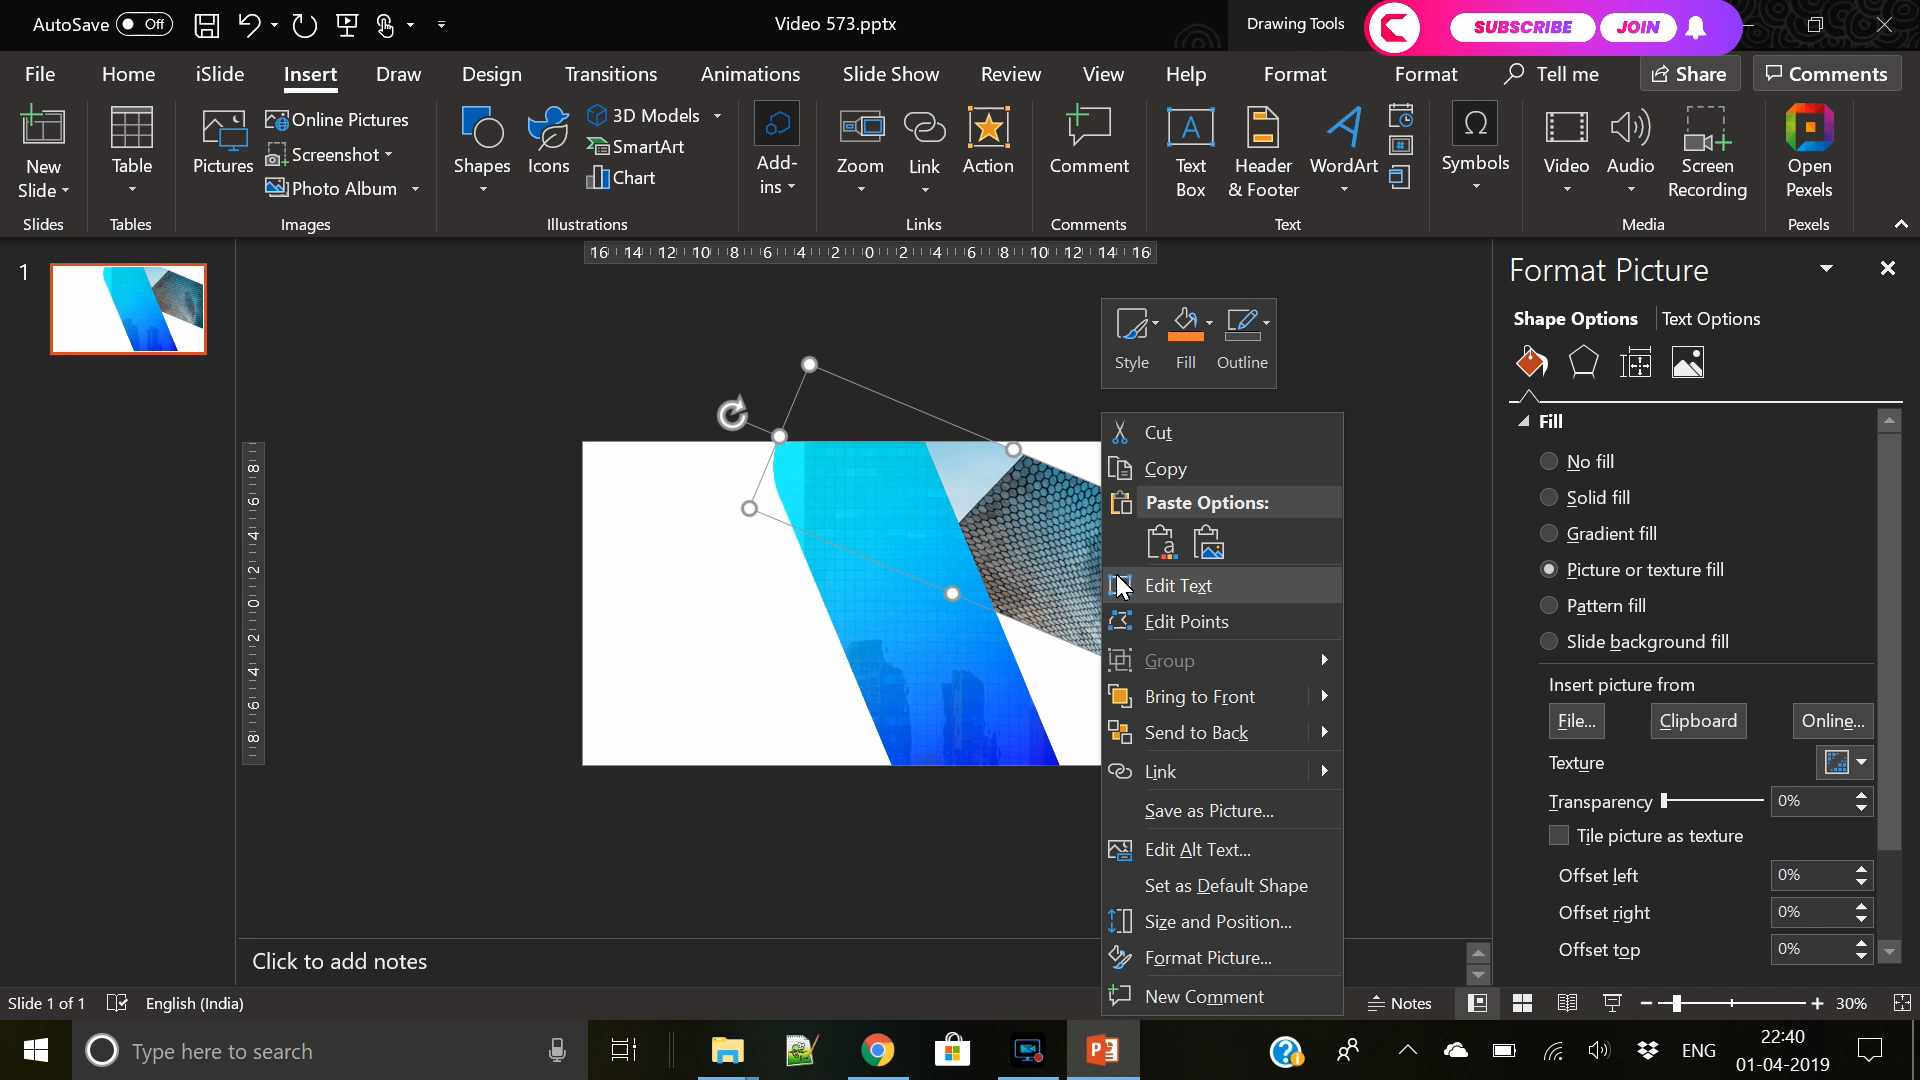 AutoSave Off
Video 573.pptx
Drawing Tools
SUBSCRIBE JOIN
File Home iSlide Insert Draw Design Transitions Animations Slide Show Review View Help Format Format Tell me Share Comments
New Slide
Slides
Table
Tables
Pictures
Online Pictures
Screenshot
Photo Album
Images
Shapes
Icons
3D Models
SmartArt
Chart
Illustrations
Add-ins
Zoom
Link
Action
Links
Comment
Comments
Text Box
Header & Footer
WordArt
Text
Symbols
Video
Audio
Screen Recording
Media
Open Pexels
Pexels
1
16 14 12 10 8 6 4 2 0 2 4 6 8 10 12 14 16
8 6 4 2 0 2 4 6 8
Style Fill Outline
Cut
Copy
Paste Options:
Edit Text
Edit Points
Group
Bring to Front
Send to Back
Link
Save as Picture...
Edit Alt Text...
Set as Default Shape
Size and Position...
Format Picture...
New Comment
Format Picture
Shape Options Text Options
Fill
No fill
Solid fill
Gradient fill
Picture or texture fill
Pattern fill
Slide background fill
Insert picture from
File... Clipboard Online...
Texture
Transparency 0%
Tile picture as texture
Offset left 0%
Offset right 0%
Offset top 0%
Click to add notes
Slide 1 of 1 English (India) Notes 30%
Type here to search
ENG
22:40
01-04-2019